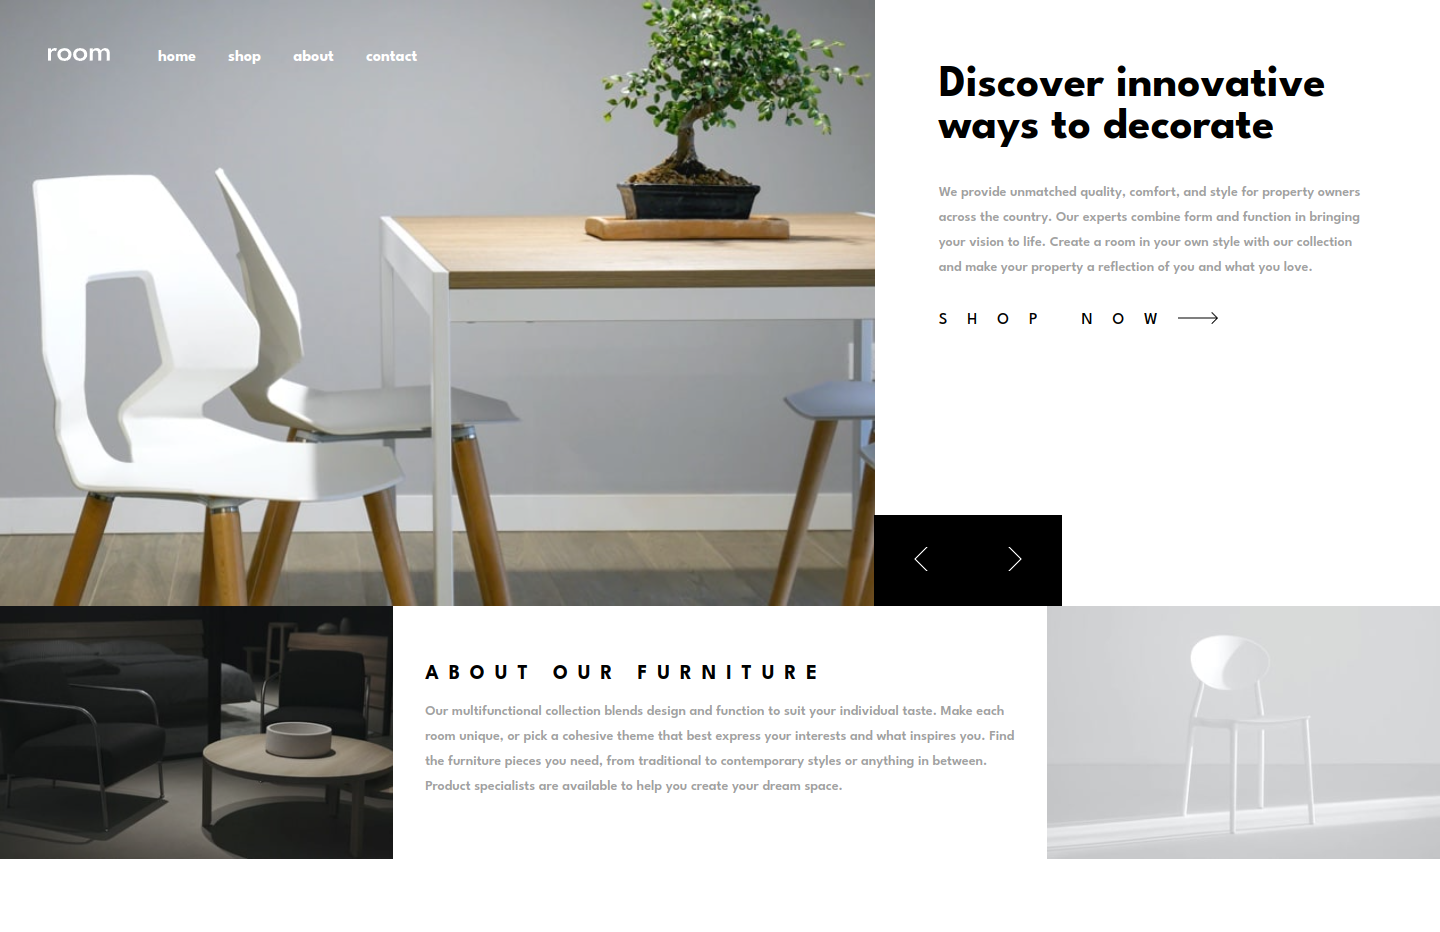 room home shop about contact
Discover innovative
ways to decorate
We provide unmatched quality, comfort, and style for property owners
across the country. Our experts combine form and function in bringing
your vision to life. Create a room in your own style with our collection
and make your property a reflection of you and what you love.
SHOP NOW
ABOUT OUR FURNITURE
Our multifunctional collection blends design and function to suit your individual taste. Make each
room unique, or pick a cohesive theme that best express your interests and what inspires you. Find
the furniture pieces you need, from traditional to contemporary styles or anything in between.
Product specialists are available to help you create your dream space.